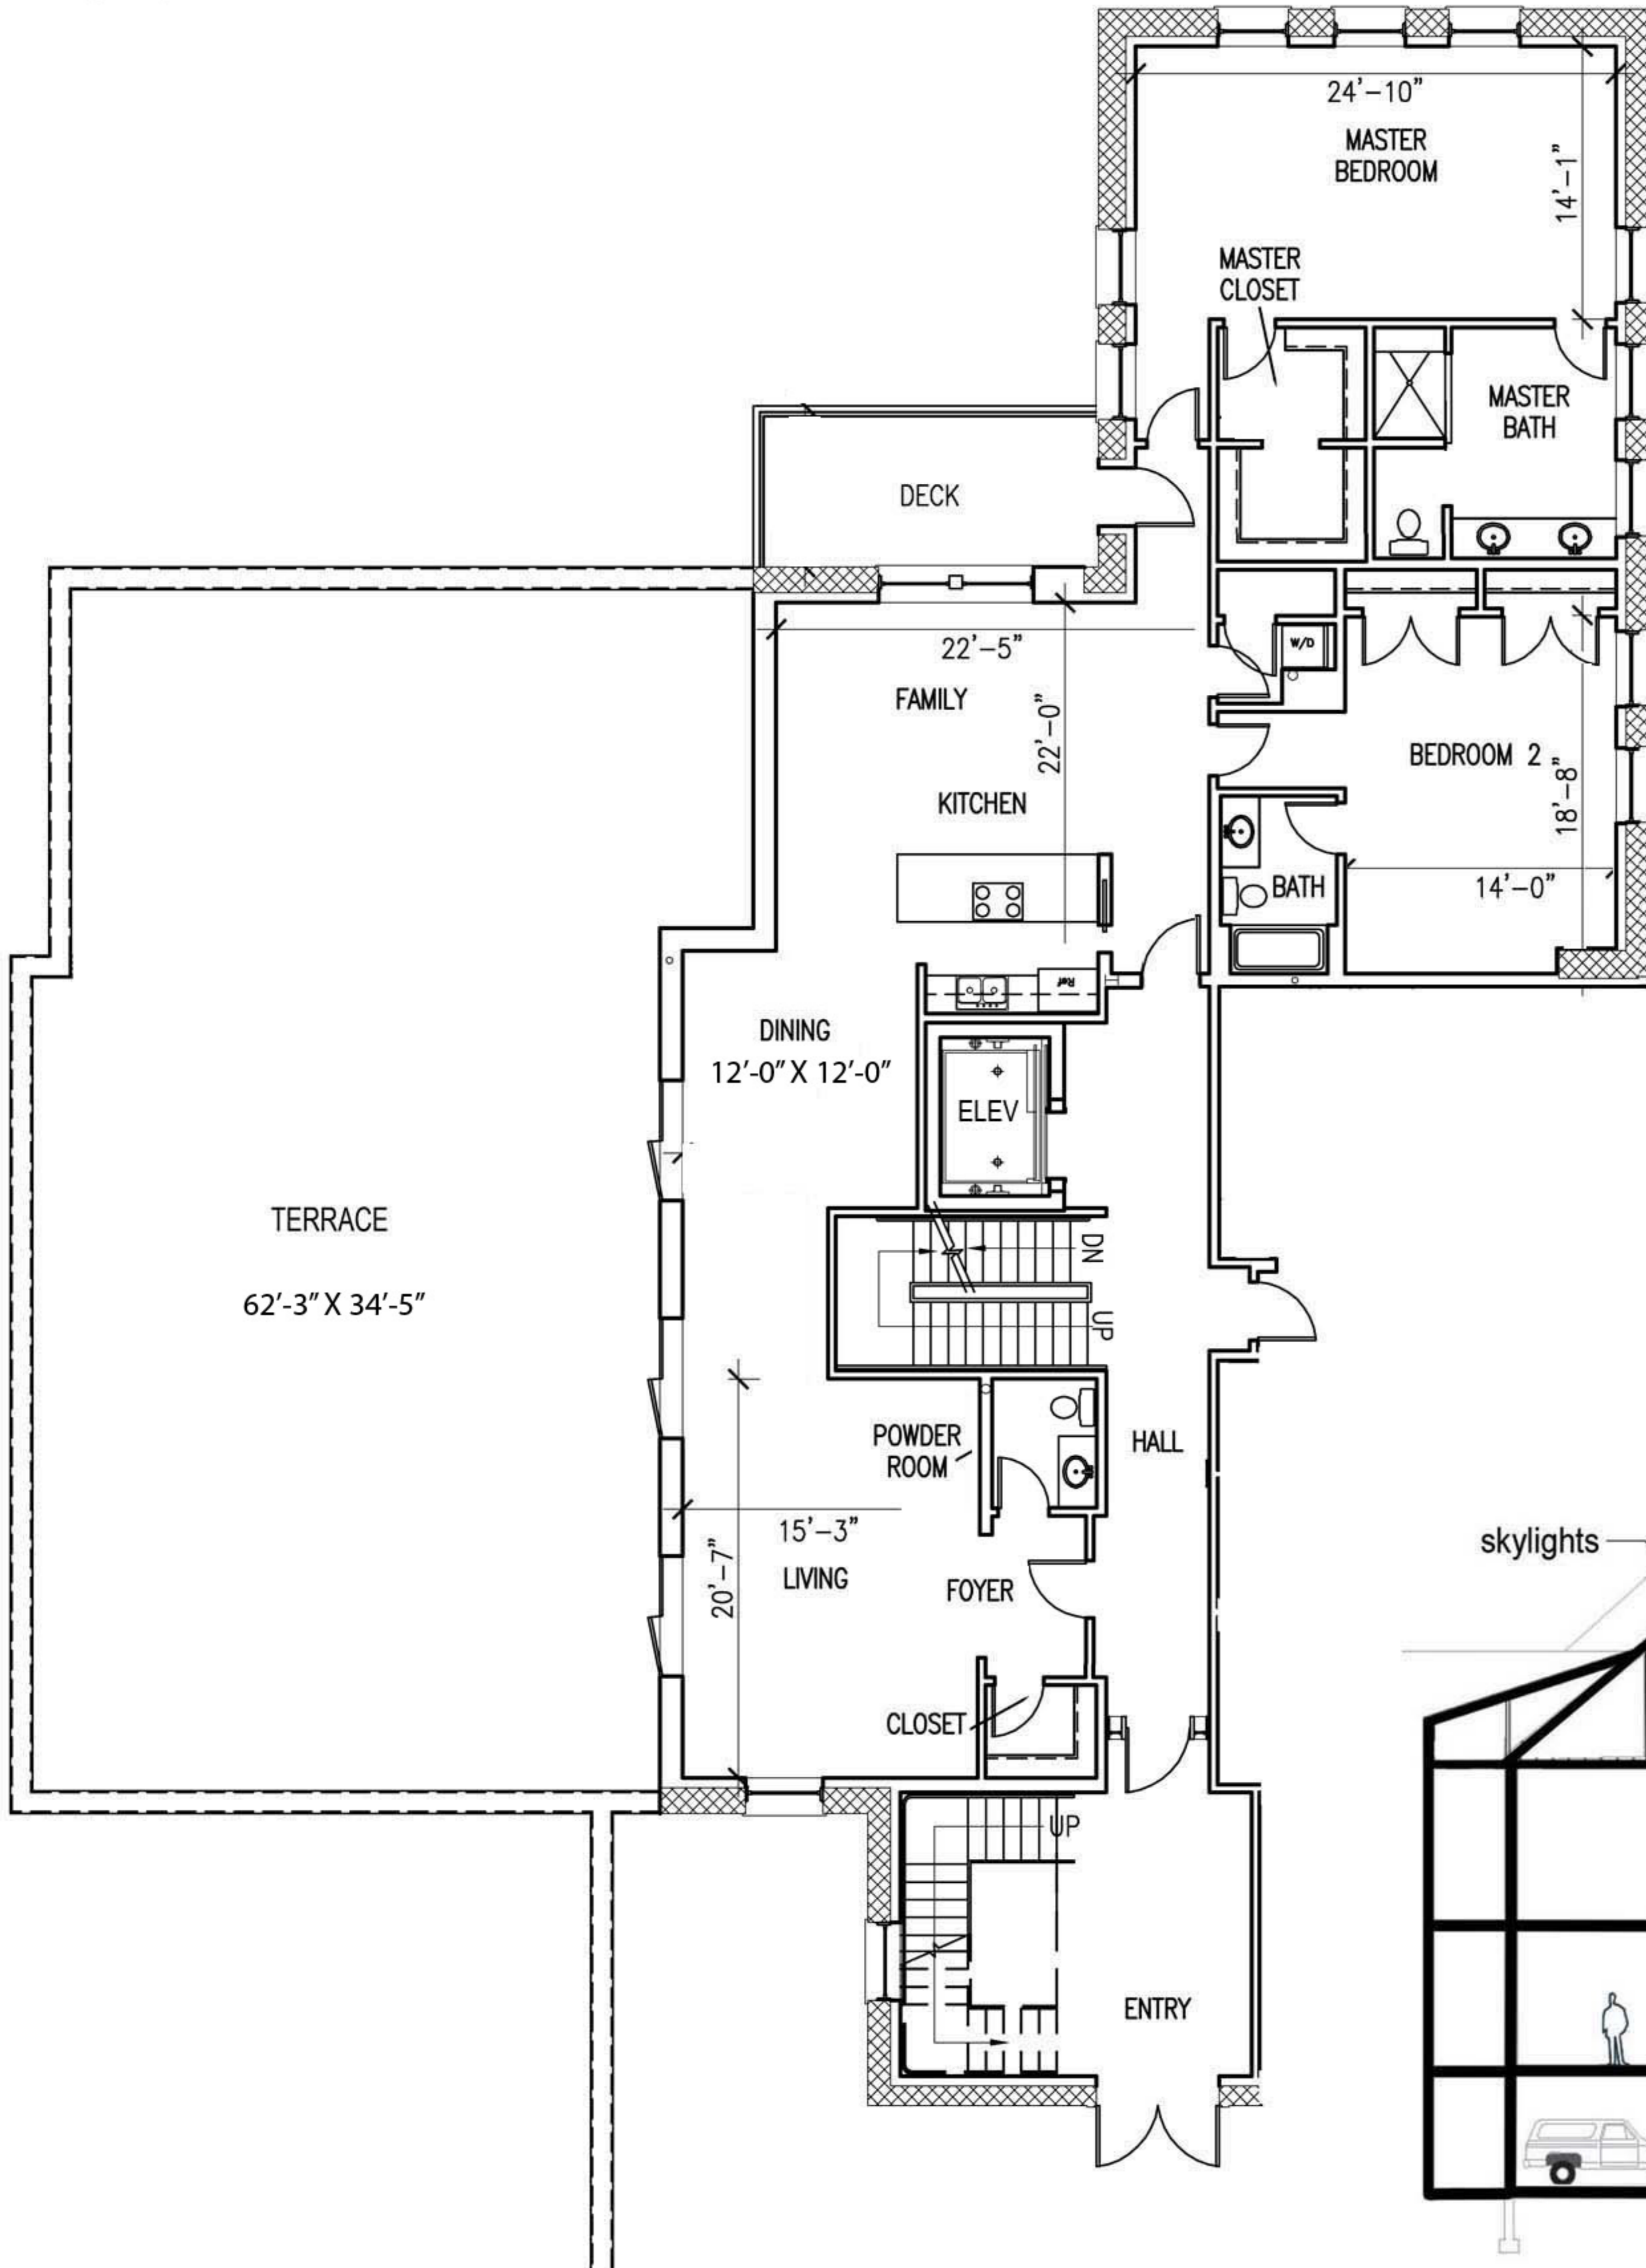 24'-10"
MASTER
BEDROOM
14'-1"
MASTER
CLOSET
MASTER
BATH
DECK
22'-5"
W/D
FAMILY
22'-0"
BEDROOM 2
18'-8"
KITCHEN
BATH
14'-0"
Ref
DINING
12'-0" X 12'-0"
ELEV
TERRACE
62'-3" X 34'-5"
DN
UP
POWDER
ROOM
HALL
15'-3"
20'-7"
LIVING
FOYER
skylights
CLOSET
UP
ENTRY